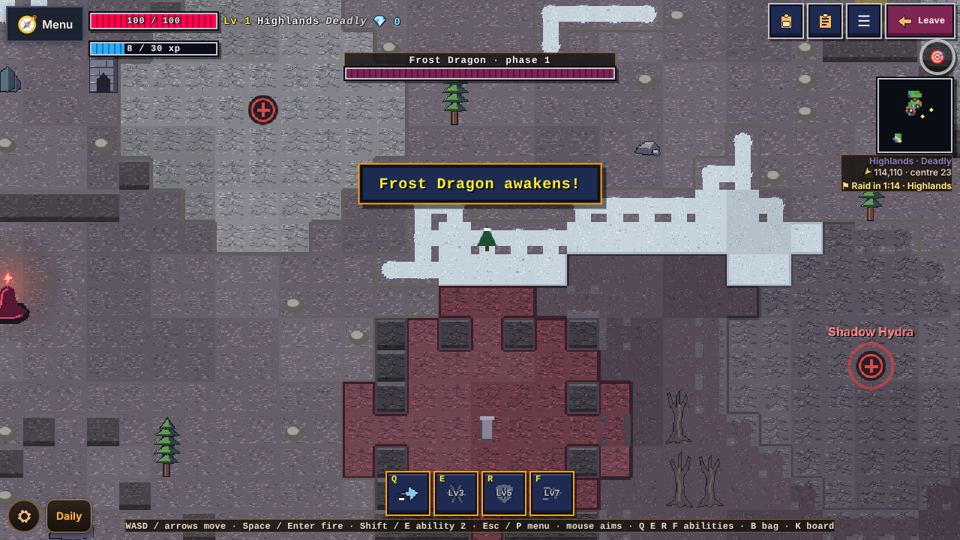 Menu
100 / 100
Lv 1 Highlands Deadly 0
8 / 30 xp
Leave
Frost Dragon · phase 1
Highlands · Deadly
114,110 · centre 23
Raid in 1:14 · Highlands
Frost Dragon awakens!
Shadow Hydra
Q
E
R
F
Lv3
Lv5
Lv7
Daily
WASD / arrows move · Space / Enter fire · Shift / E ability 2 · Esc / P menu · mouse aims · Q E R F abilities · B bag · K board